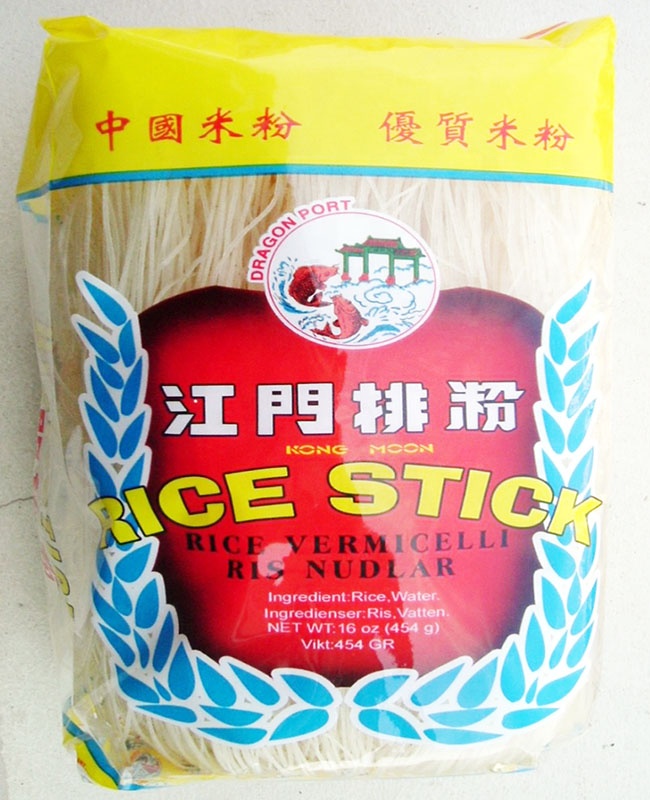 中國米粉 優質米粉
DRAGON PORT
江門排粉
KONG MOON
RICE STICK
RICE VERMICELLI
RIS NUDLAR
Ingredient:Rice,Water.
Ingredienser:Ris,Vatten.
NET WT:16 oz (454 g)
Vikt:454 GR